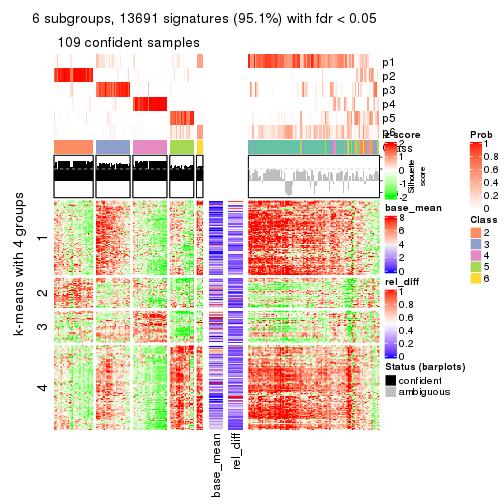 6 subgroups, 13691 signatures (95.1%) with fdr < 0.05
109 confident samples
p1
p2
p3
p4
p5
p6
Class
z score
2
1
0
-1
-2
Silhouette
score
Prob
1
0.8
0.6
0.4
0.2
0
Class
2
3
4
5
6
base_mean
8
6
4
2
0
rel_diff
1
0.8
0.6
0.4
0.2
0
Status (barplots)
confident
ambiguous
k-means with 4 groups
1
2
3
4
base_mean
rel_diff